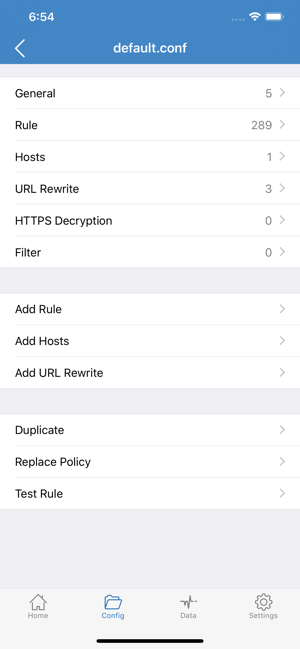 6:54
default.conf
General 5
Rule 289
Hosts 1
URL Rewrite 3
HTTPS Decryption 0
Filter 0
Add Rule
Add Hosts
Add URL Rewrite
Duplicate
Replace Policy
Test Rule
Home Config Data Settings